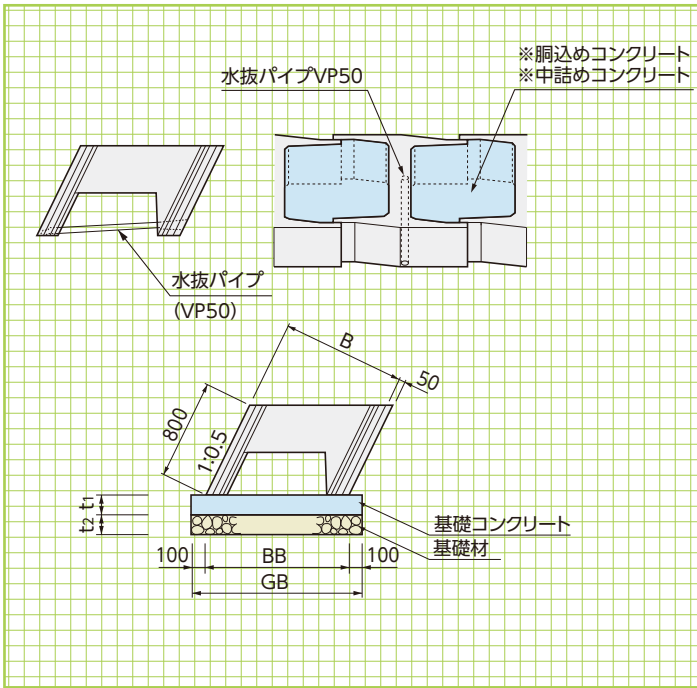 ※胴込めコンクリート
※中詰めコンクリート
水抜パイプVP50
水抜パイプ
(VP50)
B
50
800
1:0.5
t1
t2
基礎コンクリート
基礎材
100
BB
100
GB